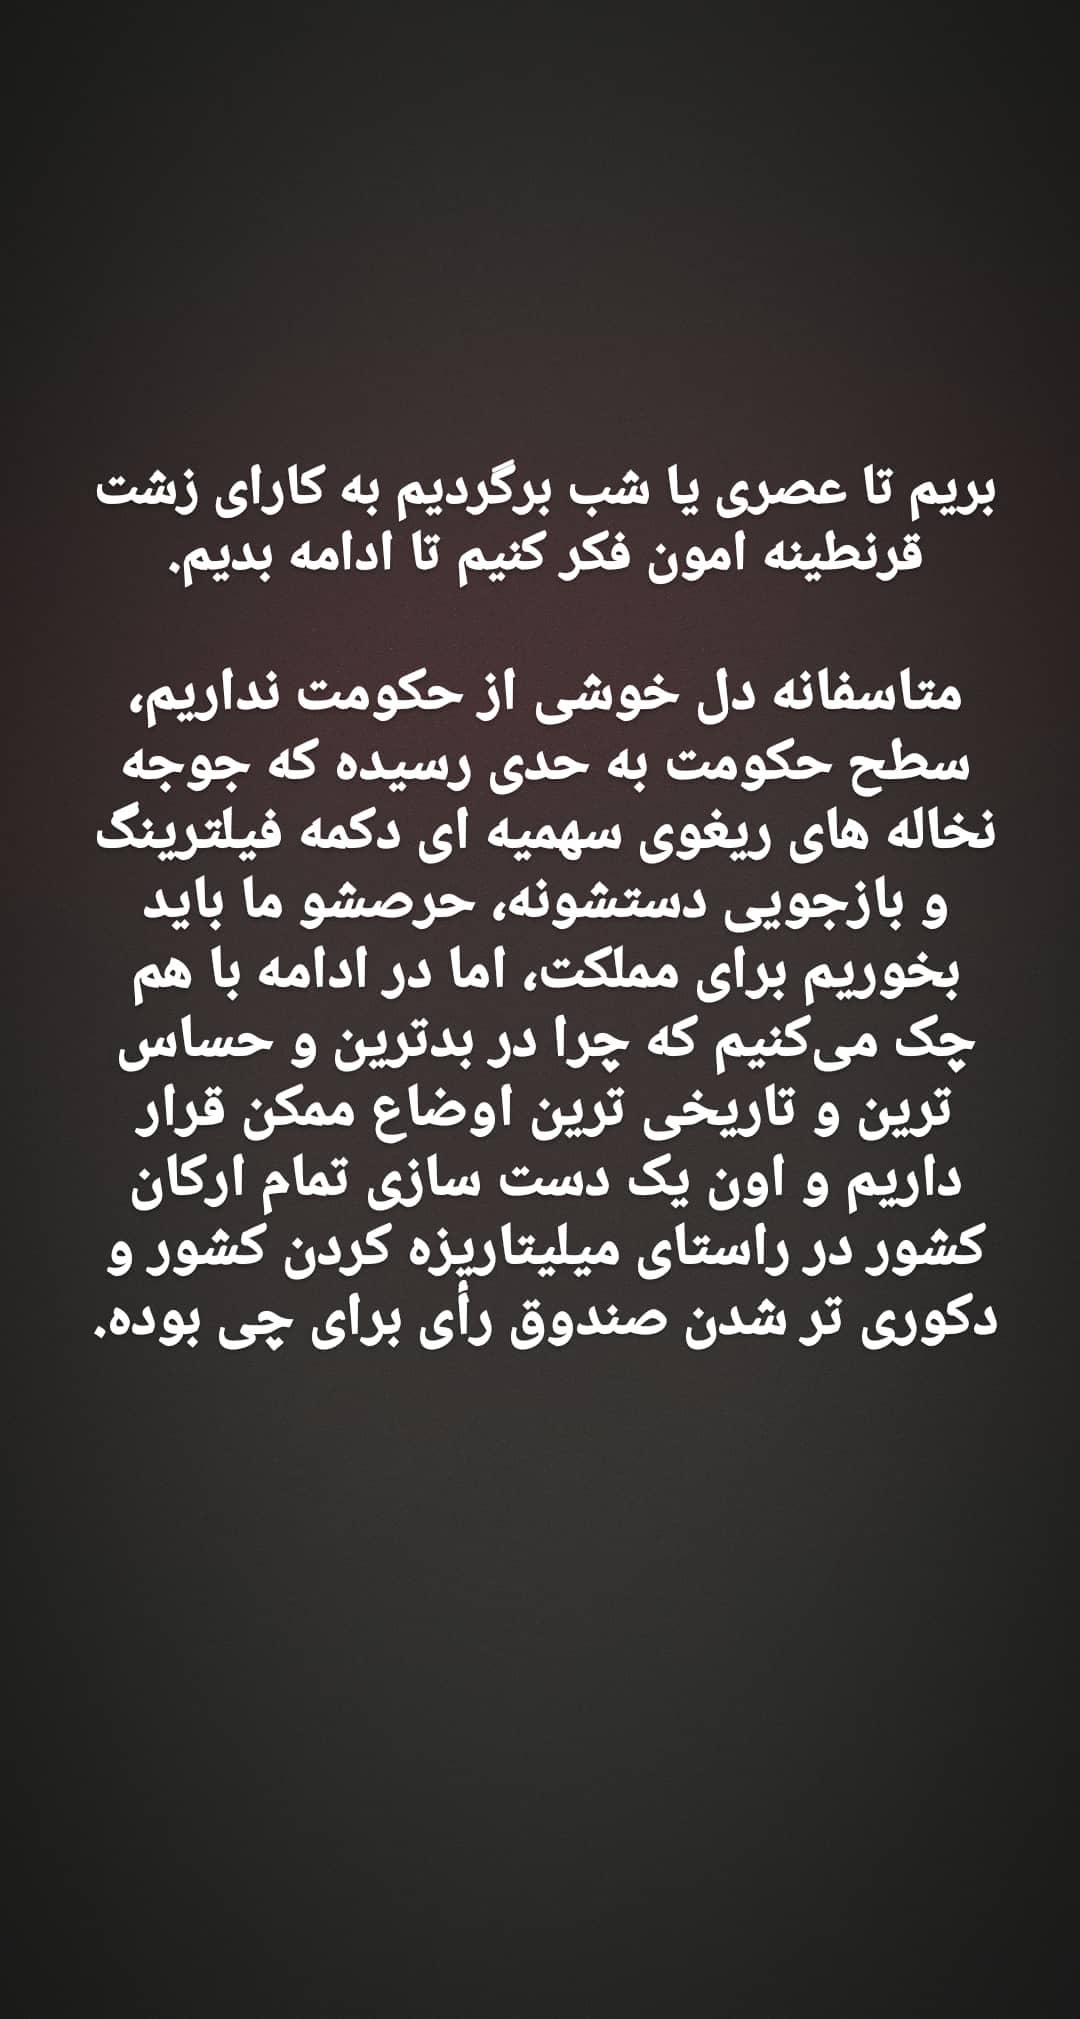 بریم تا عصری یا شب برگردیم به کارای زشت
قرنطینه امون فکر کنیم تا ادامه بدیم.
متاسفانه دل خوشی از حکومت نداریم،
سطح حکومت به حدی رسیده که جوجه
نخاله های ریغوی سهمیه ای دکمه فیلترینگ
و بازجویی دستشونه، حرصشو ما باید
بخوریم برای مملکت، اما در ادامه با هم
چک می‌کنیم که چرا در بدترین و حساس
ترین و تاریخی ترین اوضاع ممکن قرار
داریم و اون یک دست سازی تمام ارکان
کشور در راستای میلیتاریزه کردن کشور و
دکوری تر شدن صندوق رأی برای چی بوده.